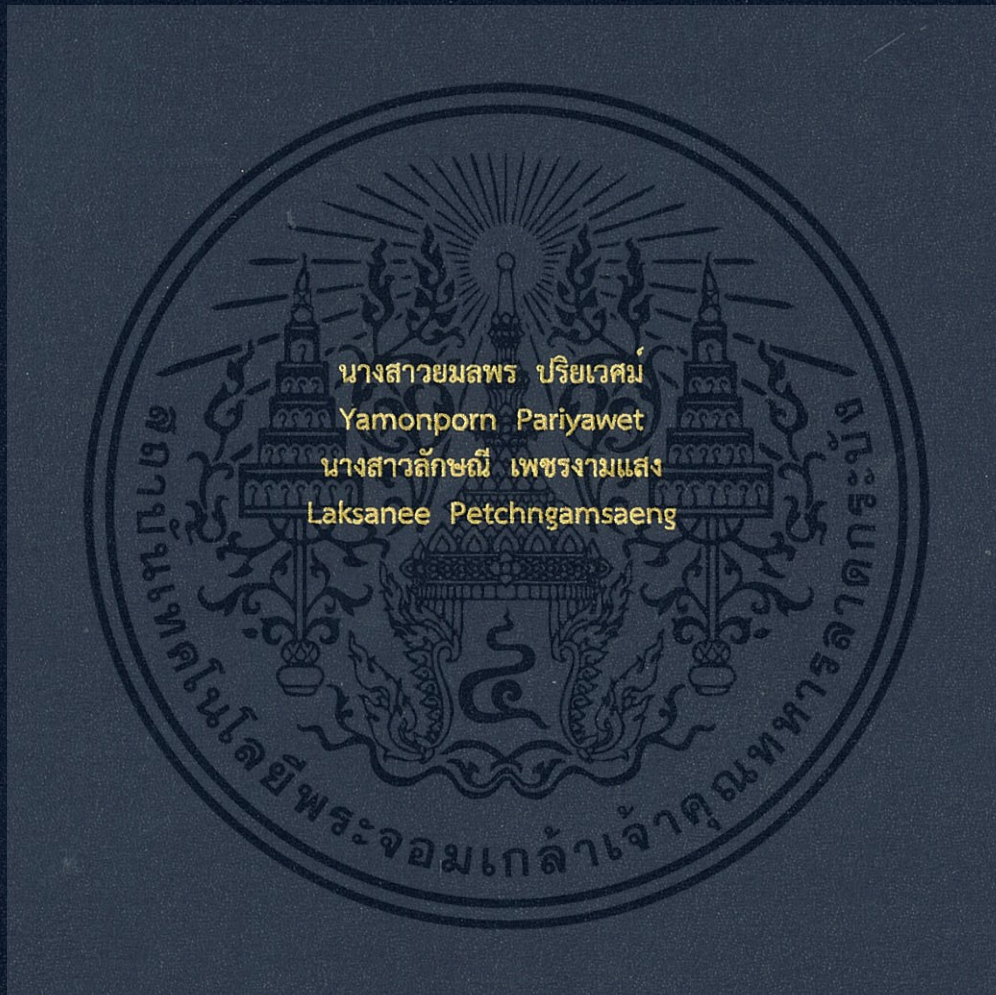 นางสาวยมลพร ปริยเวศม์
Yamonporn Pariyawet
นางสาวลักษณี เพชรงามแสง
Laksanee Petchngamsaeng
สถาบันเทคโนโลยีพระจอมเกล้าเจ้าคุณทหารลาดกระบัง
๔